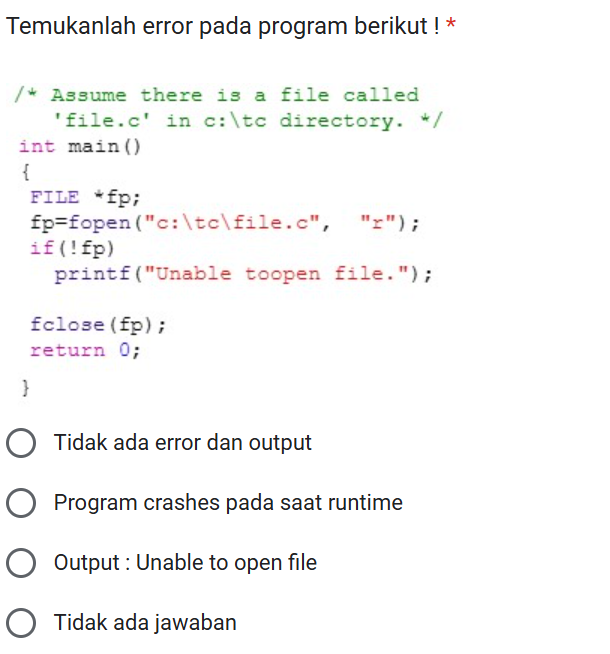 Temukanlah error pada program berikut ! *
/* Assume there is a file called
'file.c' in c:\tc directory. */
int main()
{
FILE *fp;
fp=fopen("c:\tc\file.c", "r");
if(!fp)
printf("Unable toopen file.");
fclose(fp);
return 0;
}
Tidak ada error dan output
Program crashes pada saat runtime
Output : Unable to open file
Tidak ada jawaban